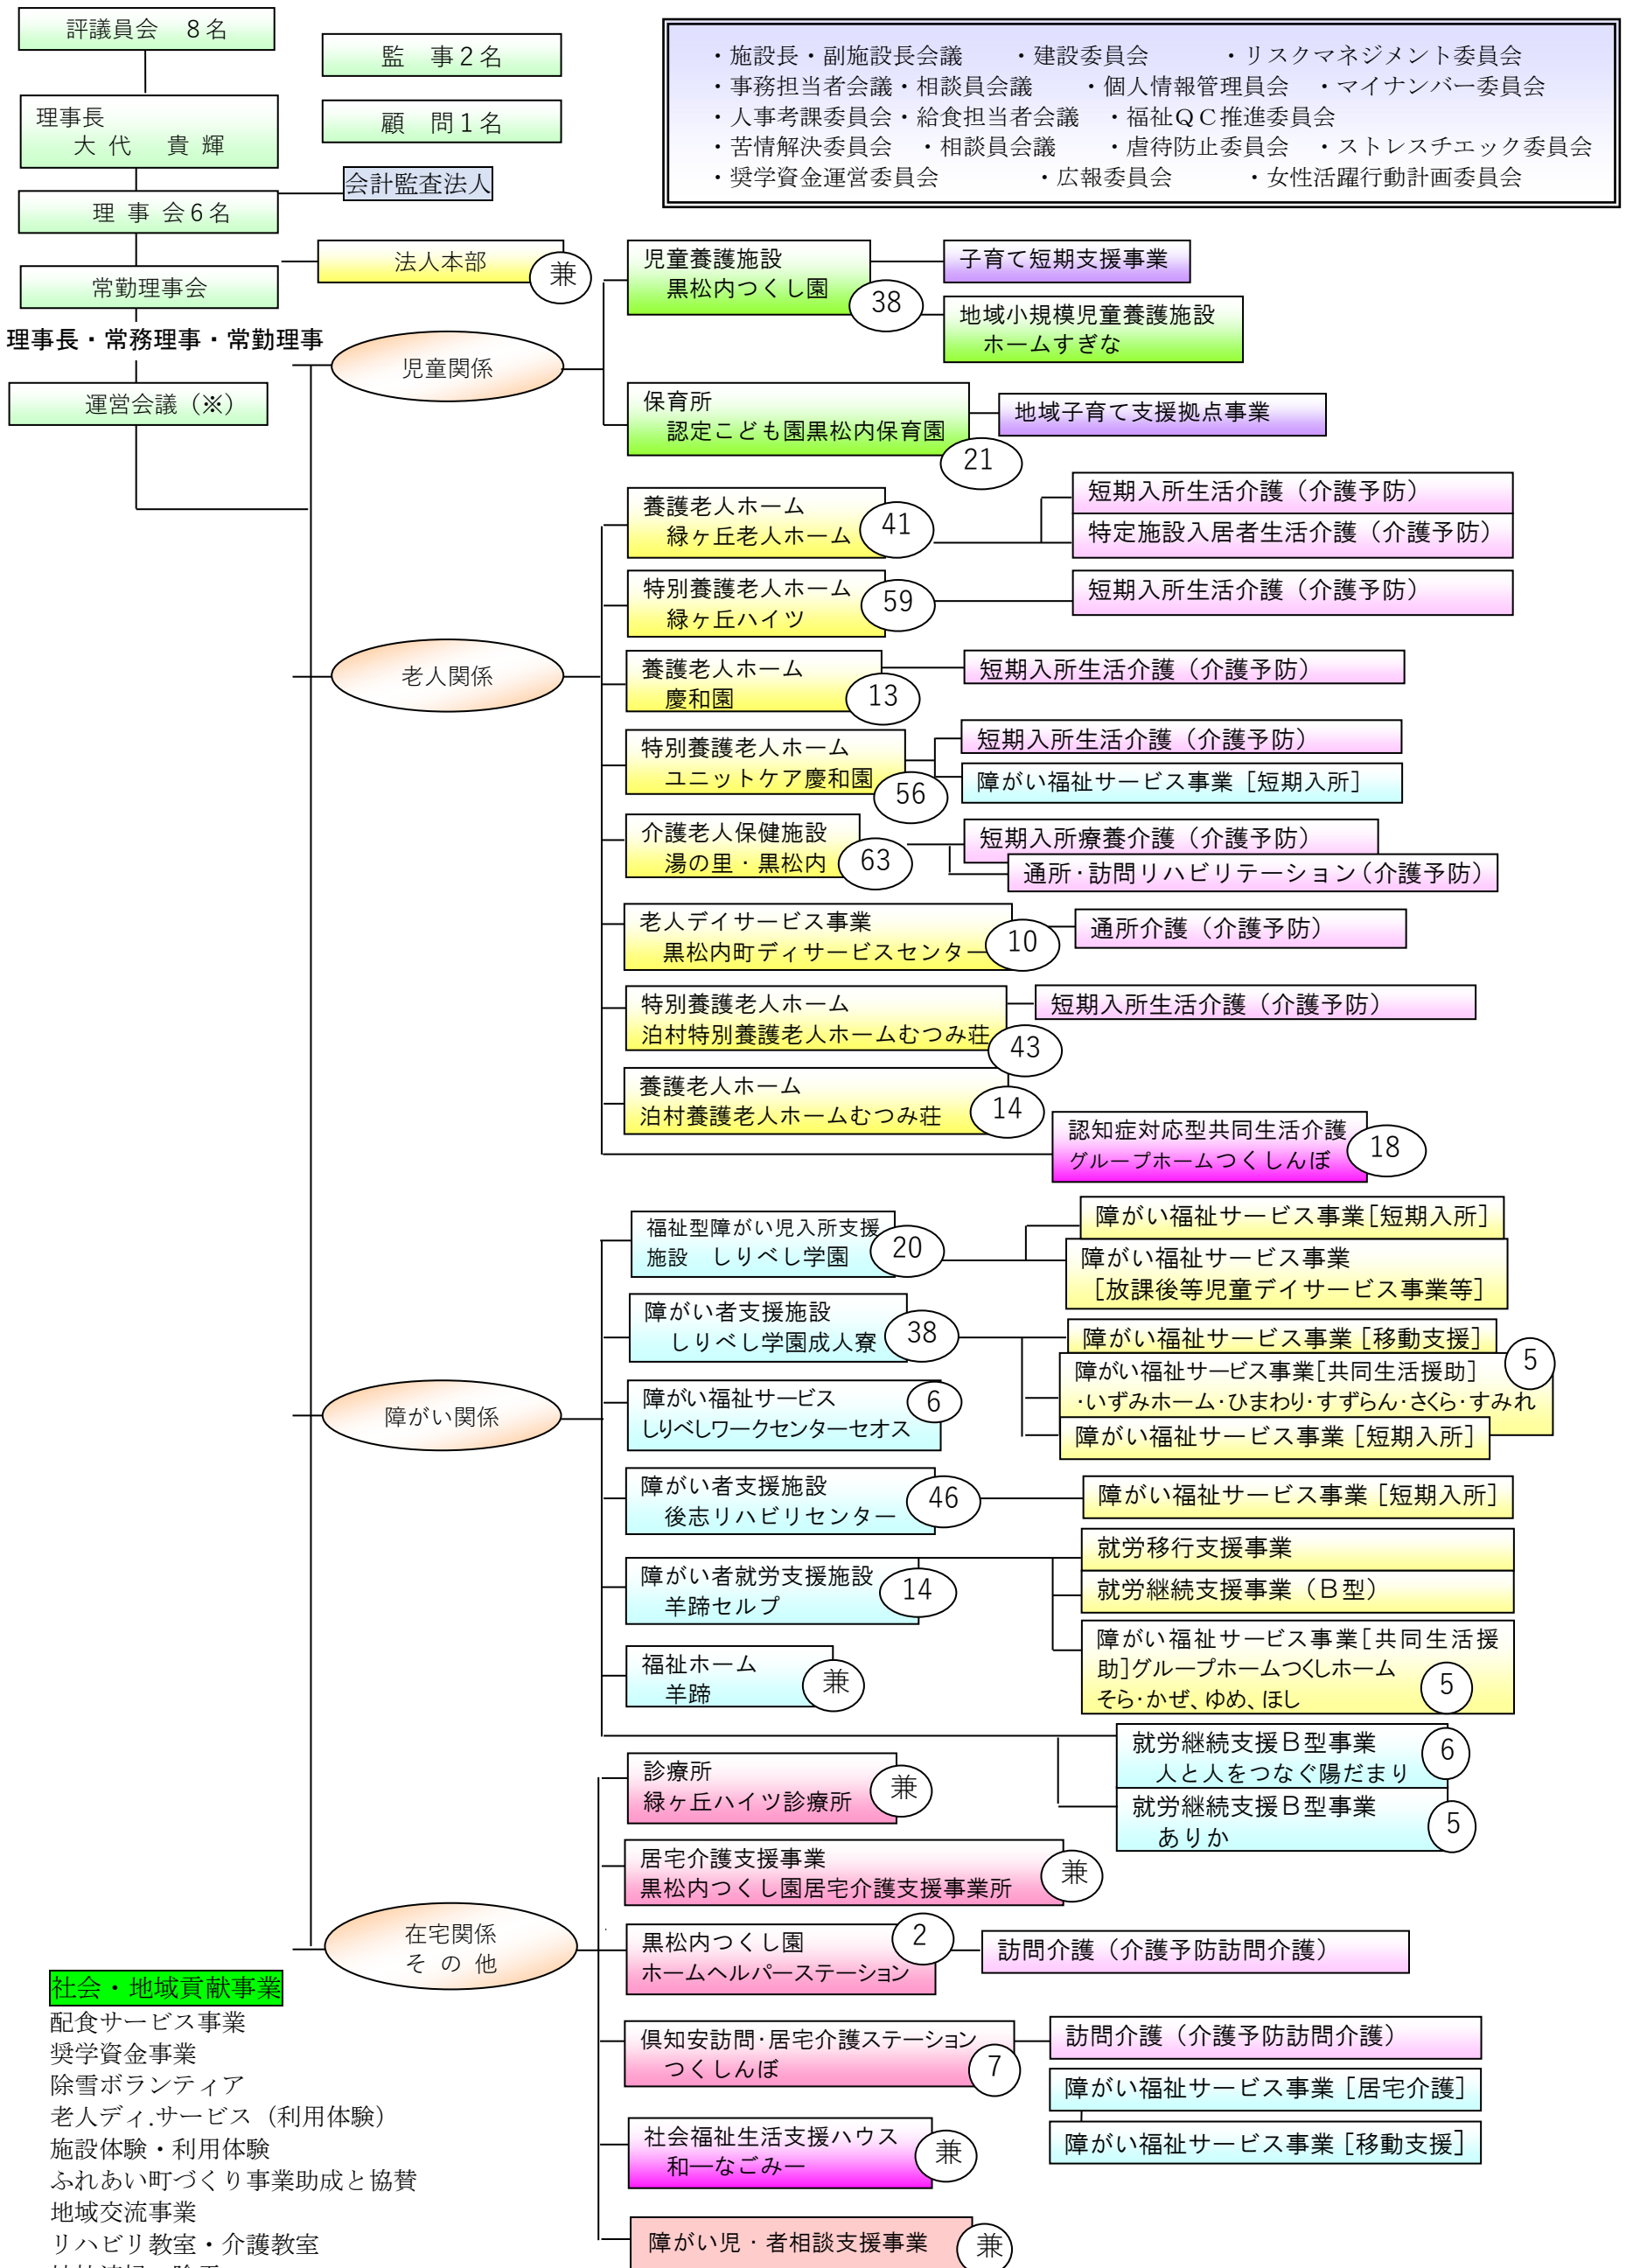 評議員会　８名
監　事２名
顧　問１名
理事長
大 代　貴 輝
会計監査法人
理 事 会６名
常勤理事会
理事長・常務理事・常勤理事
運営会議（※）
・施設長・副施設長会議　・建設委員会　・リスクマネジメント委員会
・事務担当者会議・相談員会議　・個人情報管理員会　・マイナンバー委員会
・人事考課委員会・給食担当者会議　・福祉ＱＣ推進委員会
・苦情解決委員会　・相談員会議　・虐待防止委員会　・ストレスチエック委員会
・奨学資金運営委員会　・広報委員会　・女性活躍行動計画委員会
法人本部
兼
児童関係
児童養護施設
黒松内つくし園
38
子育て短期支援事業
地域小規模児童養護施設
ホームすぎな
保育所
認定こども園黒松内保育園
21
地域子育て支援拠点事業
老人関係
養護老人ホーム
緑ヶ丘老人ホーム
41
短期入所生活介護（介護予防）
特定施設入居者生活介護（介護予防）
特別養護老人ホーム
緑ヶ丘ハイツ
59
短期入所生活介護（介護予防）
養護老人ホーム
慶和園
13
短期入所生活介護（介護予防）
特別養護老人ホーム
ユニットケア慶和園
56
短期入所生活介護（介護予防）
障がい福祉サービス事業［短期入所］
介護老人保健施設
湯の里・黒松内
63
短期入所療養介護（介護予防）
通所・訪問リハビリテーション（介護予防）
老人デイサービス事業
黒松内町ディサービスセンター
10
通所介護（介護予防）
特別養護老人ホーム
泊村特別養護老人ホームむつみ荘
43
短期入所生活介護（介護予防）
養護老人ホーム
泊村養護老人ホームむつみ荘
14
認知症対応型共同生活介護
グループホームつくしんぼ
18
障がい関係
福祉型障がい児入所支援
施設　しりべし学園
20
障がい福祉サービス事業［短期入所］
障がい福祉サービス事業
［放課後等児童デイサービス事業等］
障がい者支援施設
しりべし学園成人寮
38
障がい福祉サービス事業［移動支援］
障がい福祉サービス事業［共同生活援助］
・いずみホーム・ひまわり・すずらん・さくら・すみれ
5
障がい福祉サービス事業［短期入所］
障がい福祉サービス
しりべしワークセンターセオス
6
障がい者支援施設
後志リハビリセンター
46
障がい福祉サービス事業［短期入所］
障がい者就労支援施設
羊蹄セルプ
14
就労移行支援事業
就労継続支援事業（Ｂ型）
障がい福祉サービス事業［共同生活援
助］グループホームつくしホーム
そら・かぜ、ゆめ、ほし
5
福祉ホーム
羊蹄
兼
就労継続支援Ｂ型事業
人と人をつなぐ陽だまり
6
就労継続支援Ｂ型事業
ありか
5
在宅関係
そ の 他
診療所
緑ヶ丘ハイツ診療所
兼
居宅介護支援事業
黒松内つくし園居宅介護支援事業所
兼
黒松内つくし園
ホームヘルパーステーション
2
訪問介護（介護予防訪問介護）
倶知安訪問・居宅介護ステーション
つくしんぼ
7
訪問介護（介護予防訪問介護）
障がい福祉サービス事業［居宅介護］
障がい福祉サービス事業［移動支援］
社会福祉生活支援ハウス
和―なごみ―
兼
障がい児・者相談支援事業
兼
社会・地域貢献事業
配食サービス事業
奨学資金事業
除雪ボランティア
老人ディ.サービス（利用体験）
施設体験・利用体験
ふれあい町づくり事業助成と協賛
地域交流事業
リハビリ教室・介護教室